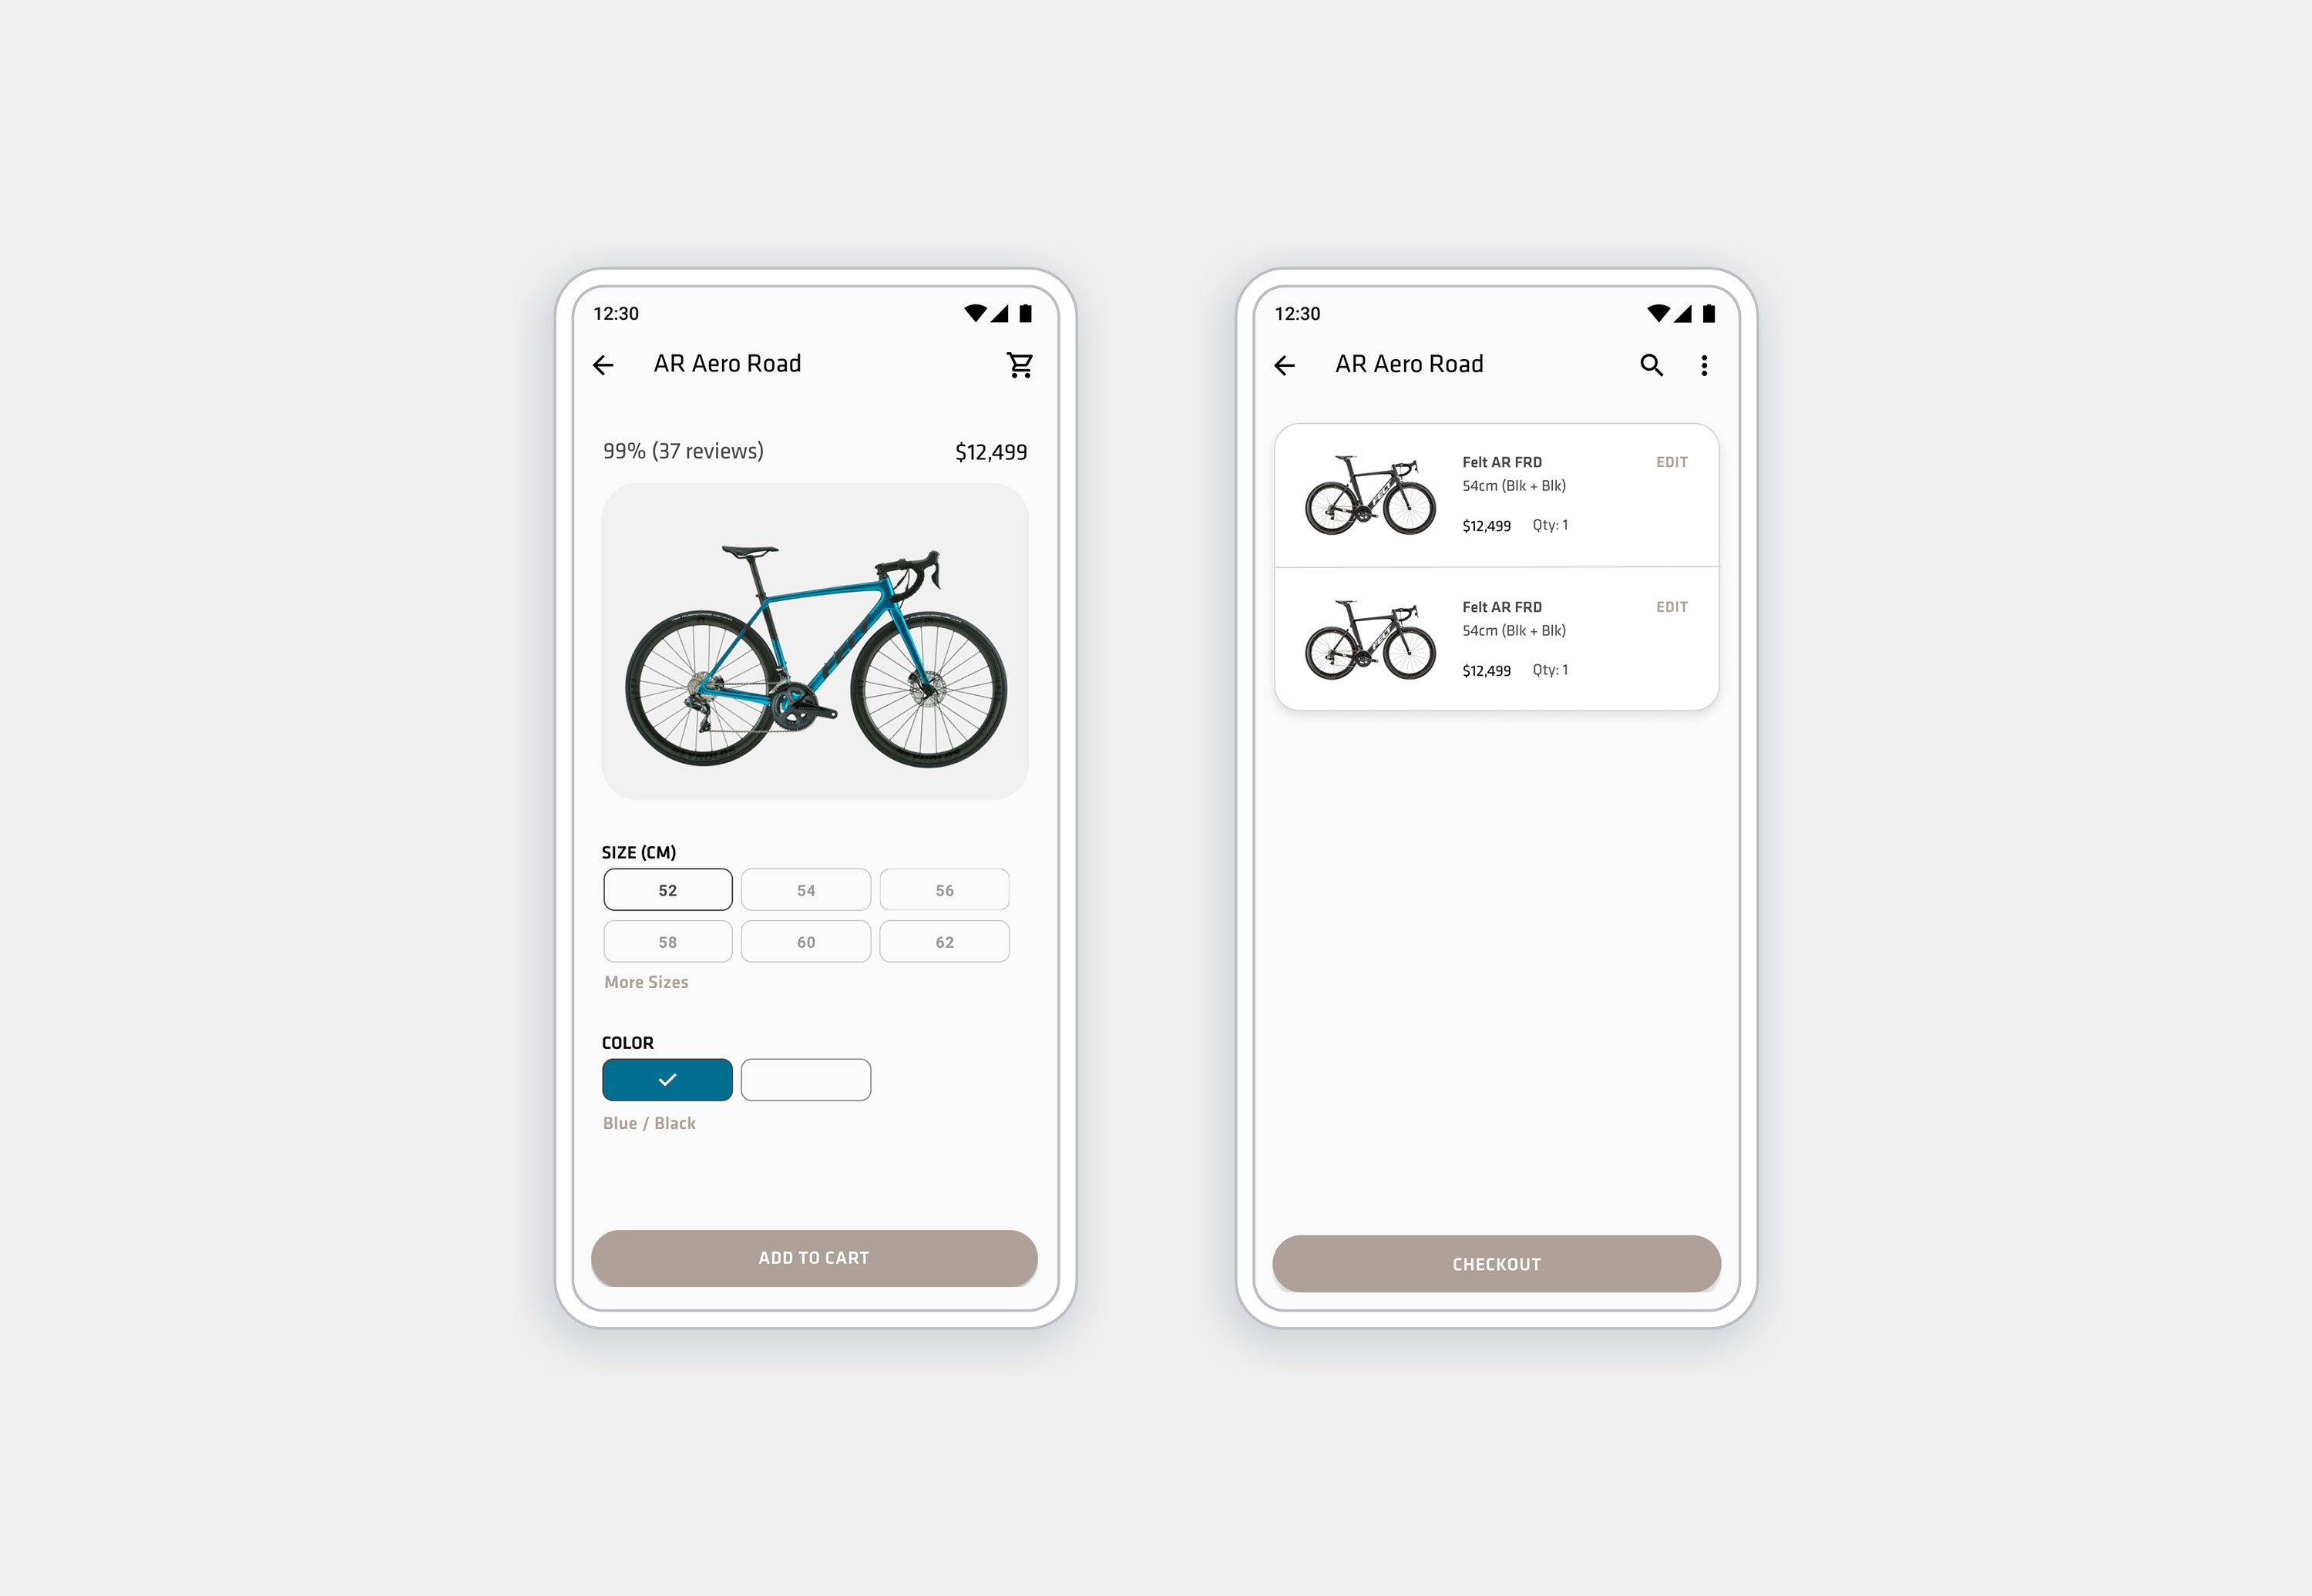 12:30
AR Aero Road
99% (37 reviews)
$12,499
SIZE (CM)
52
54
56
58
60
62
More Sizes
COLOR
Blue / Black
ADD TO CART
12:30
AR Aero Road
Felt AR FRD
EDIT
54cm (Blk + Blk)
$12,499
Qty: 1
Felt AR FRD
EDIT
54cm (Blk + Blk)
$12,499
Qty: 1
CHECKOUT